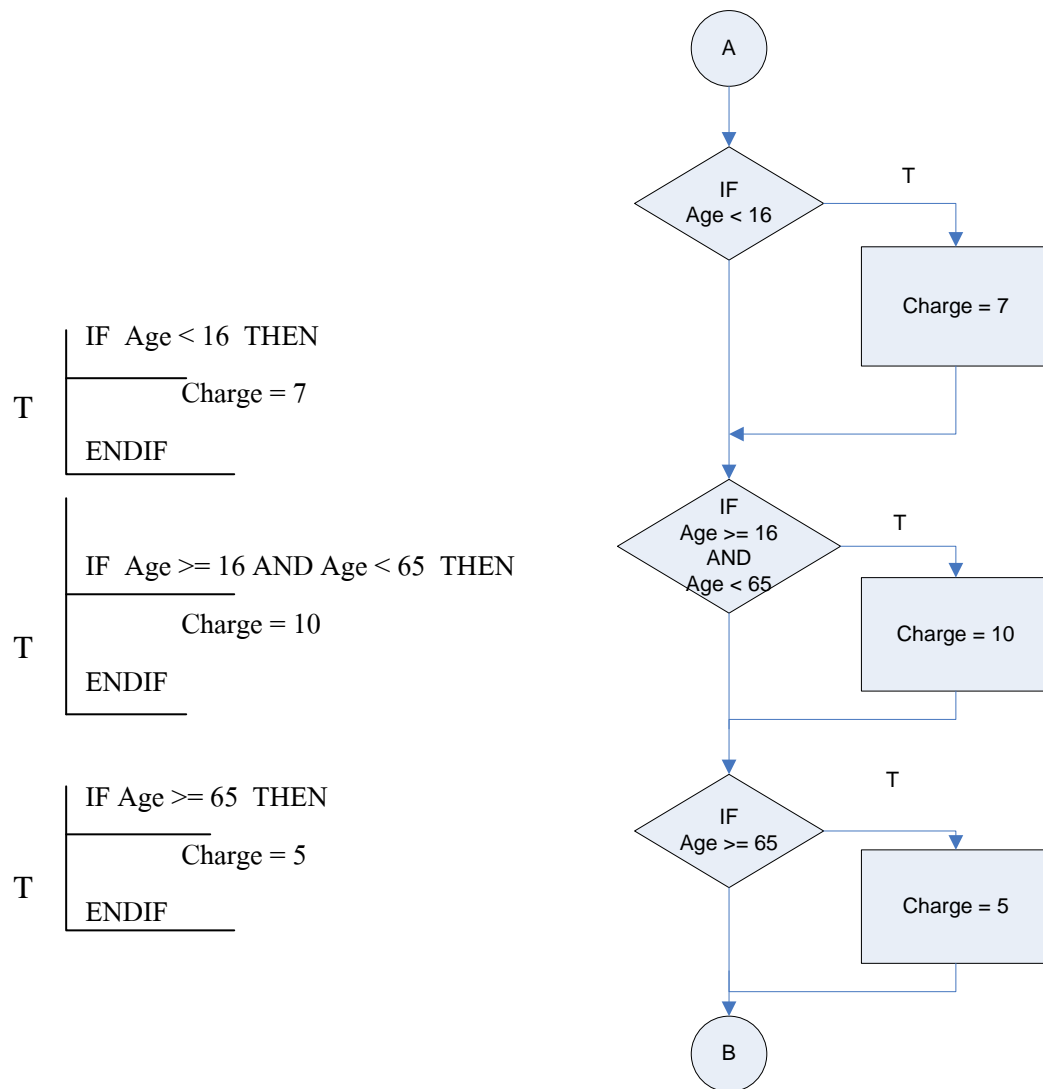 IF Age < 16 THEN
Charge = 7
T
ENDIF
IF Age >= 16 AND Age < 65 THEN
Charge = 10
T
ENDIF
IF Age >= 65 THEN
Charge = 5
T
ENDIF
A
IF
Age < 16
T
Charge = 7
IF
Age >= 16
AND
Age < 65
T
Charge = 10
IF
Age >= 65
T
Charge = 5
B